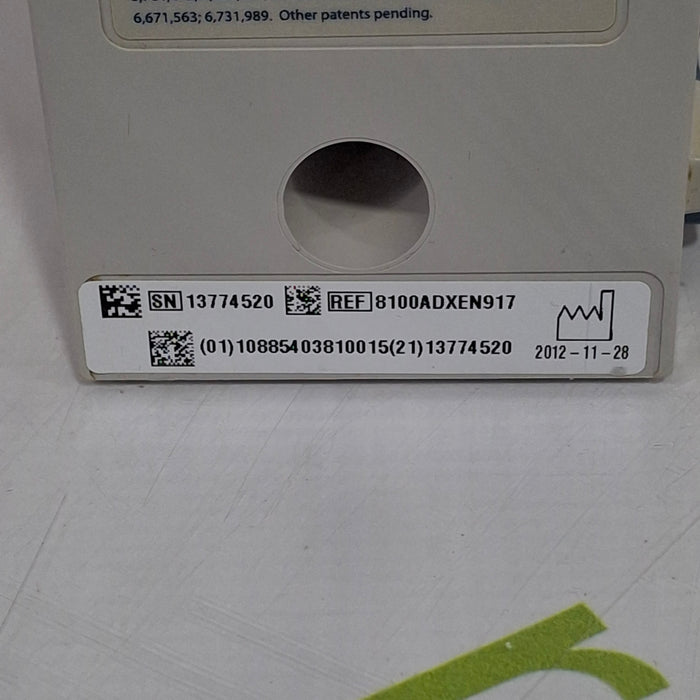 6,671,563; 6,731,989. Other patents pending.
SN 13774520 REF 8100ADXEN917
(01)10885403810015(21)13774520
2012-11-28